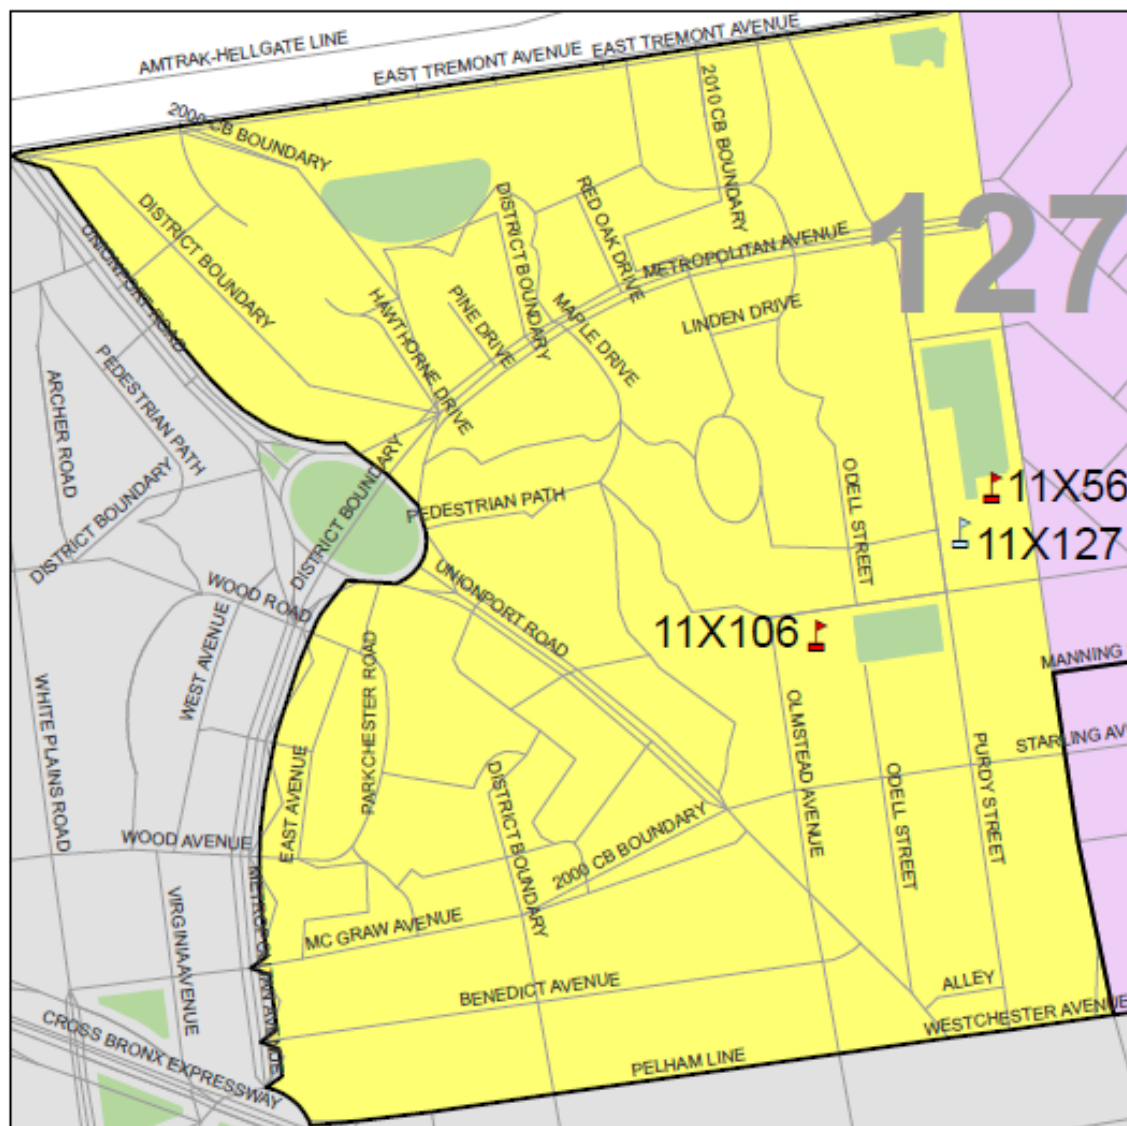 AMTRAK-HELLGATE LINE
EAST TREMONT AVENUE
EAST TREMONT AVENUE
2000 CB BOUNDARY
2010 CB BOUNDARY
DISTRICT BOUNDARY
UNIONPORT ROAD
DISTRICT BOUNDARY
RED OAK DRIVE
METROPOLITAN AVENUE
127
HAWTHORNE DRIVE
PINE DRIVE
MAPLE DRIVE
LINDEN DRIVE
PEDESTRIAN PATH
ARCHER ROAD
DISTRICT BOUNDARY
DISTRICT BOUNDARY
PEDESTRIAN PATH
ODELL STREET
11X56
11X127
WOOD ROAD
UNIONPORT ROAD
11X106
WEST AVENUE
PARKCHESTER ROAD
MANNING
WHITE PLAINS ROAD
OLMSTEAD AVENUE
STARLING AV
PURDY STREET
EAST AVENUE
DISTRICT BOUNDARY
ODELL STREET
WOOD AVENUE
2000 CB BOUNDARY
METROPOLITAN AVENUE
VIRGINIA AVENUE
MC GRAW AVENUE
BENEDICT AVENUE
ALLEY
WESTCHESTER AVENUE
CROSS BRONX EXPRESSWAY
PELHAM LINE